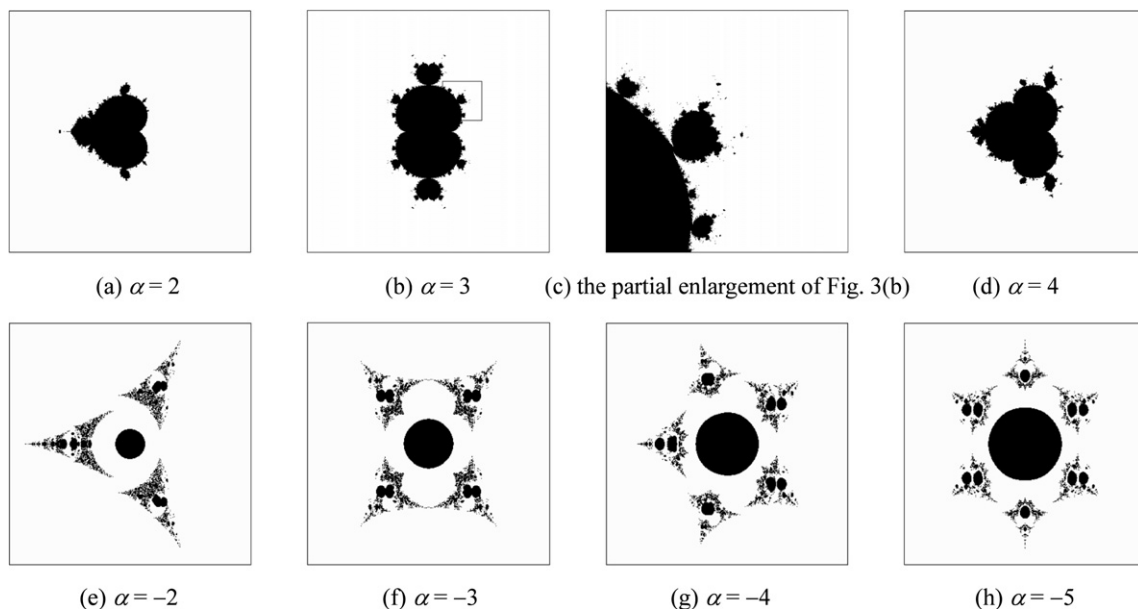 (a) α = 2
(b) α = 3
(c) the partial enlargement of Fig. 3(b)
(d) α = 4
(e) α = –2
(f) α = –3
(g) α = –4
(h) α = –5